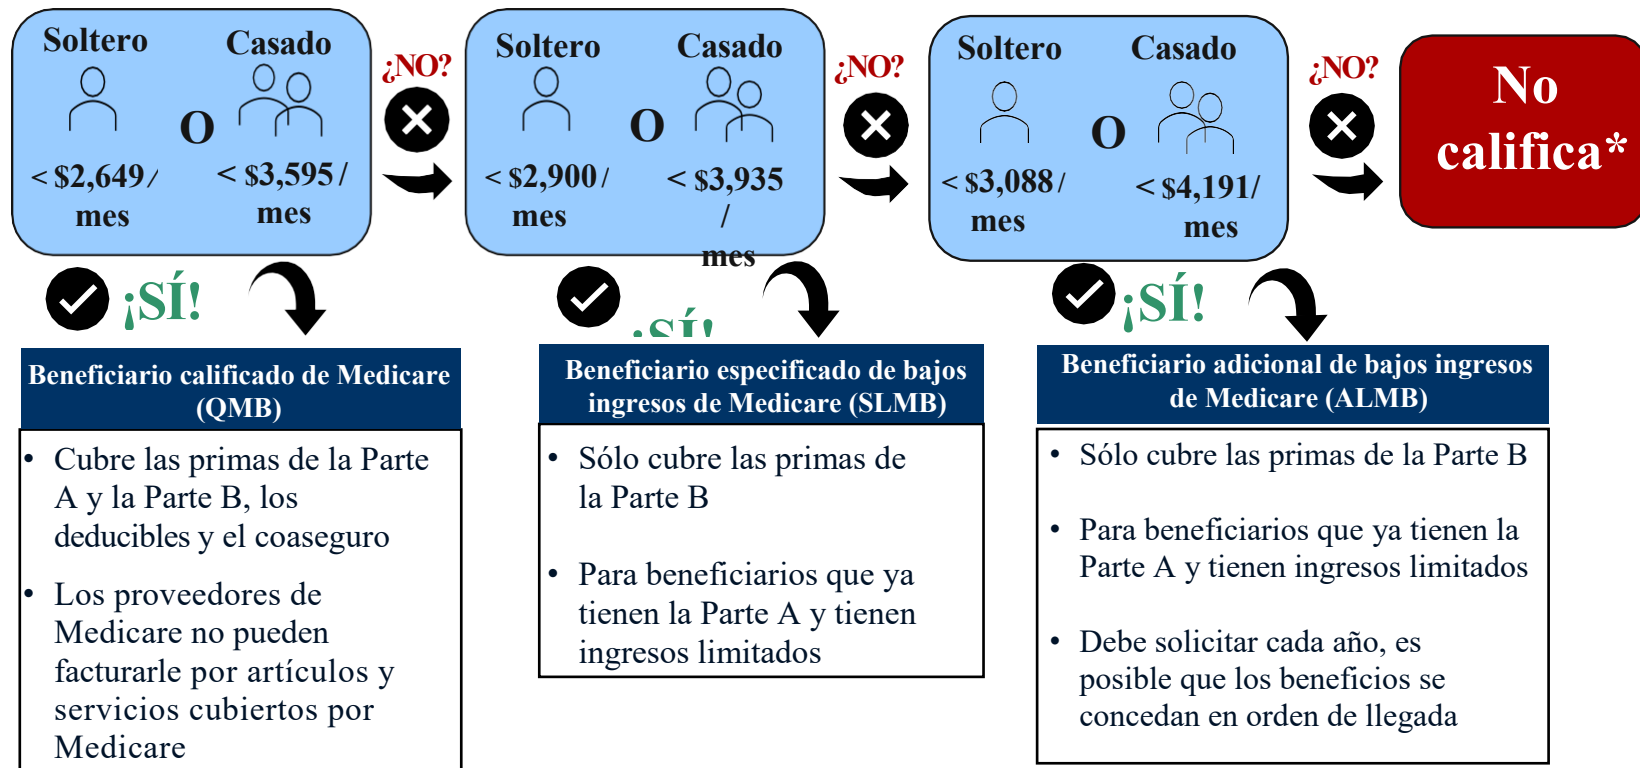 Soltero
Casado
O
< $2,649/
mes
< $3,595/
mes
¿NO?
Soltero
Casado
O
< $2,900/
mes
< $3,935
/
mes
¿NO?
Soltero
Casado
O
< $3,088/
mes
< $4,191/
mes
¿NO?
No
califica*
¡SÍ!
¡SÍ!
¡SÍ!
Beneficiario calificado de Medicare
(QMB)
• Cubre las primas de la Parte
A y la Parte B, los
deducibles y el coaseguro
• Los proveedores de
Medicare no pueden
facturarle por artículos y
servicios cubiertos por
Medicare
Beneficiario especificado de bajos
ingresos de Medicare (SLMB)
• Sólo cubre las primas de
la Parte B
• Para beneficiarios que ya
tienen la Parte A y tienen
ingresos limitados
Beneficiario adicional de bajos ingresos
de Medicare (ALMB)
• Sólo cubre las primas de la Parte B
• Para beneficiarios que ya tienen la
Parte A y tienen ingresos limitados
• Debe solicitar cada año, es
posible que los beneficios se
concedan en orden de llegada